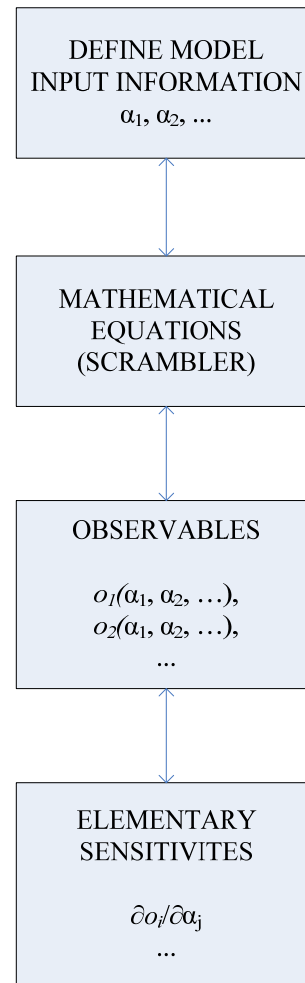 DEFINE MODEL
INPUT INFORMATION
α₁, α₂, ...
MATHEMATICAL
EQUATIONS
(SCRAMBLER)
OBSERVABLES
o₁(α₁, α₂, …),
o₂(α₁, α₂, …),
...
ELEMENTARY
SENSITIVITES
∂oᵢ/∂αⱼ
...